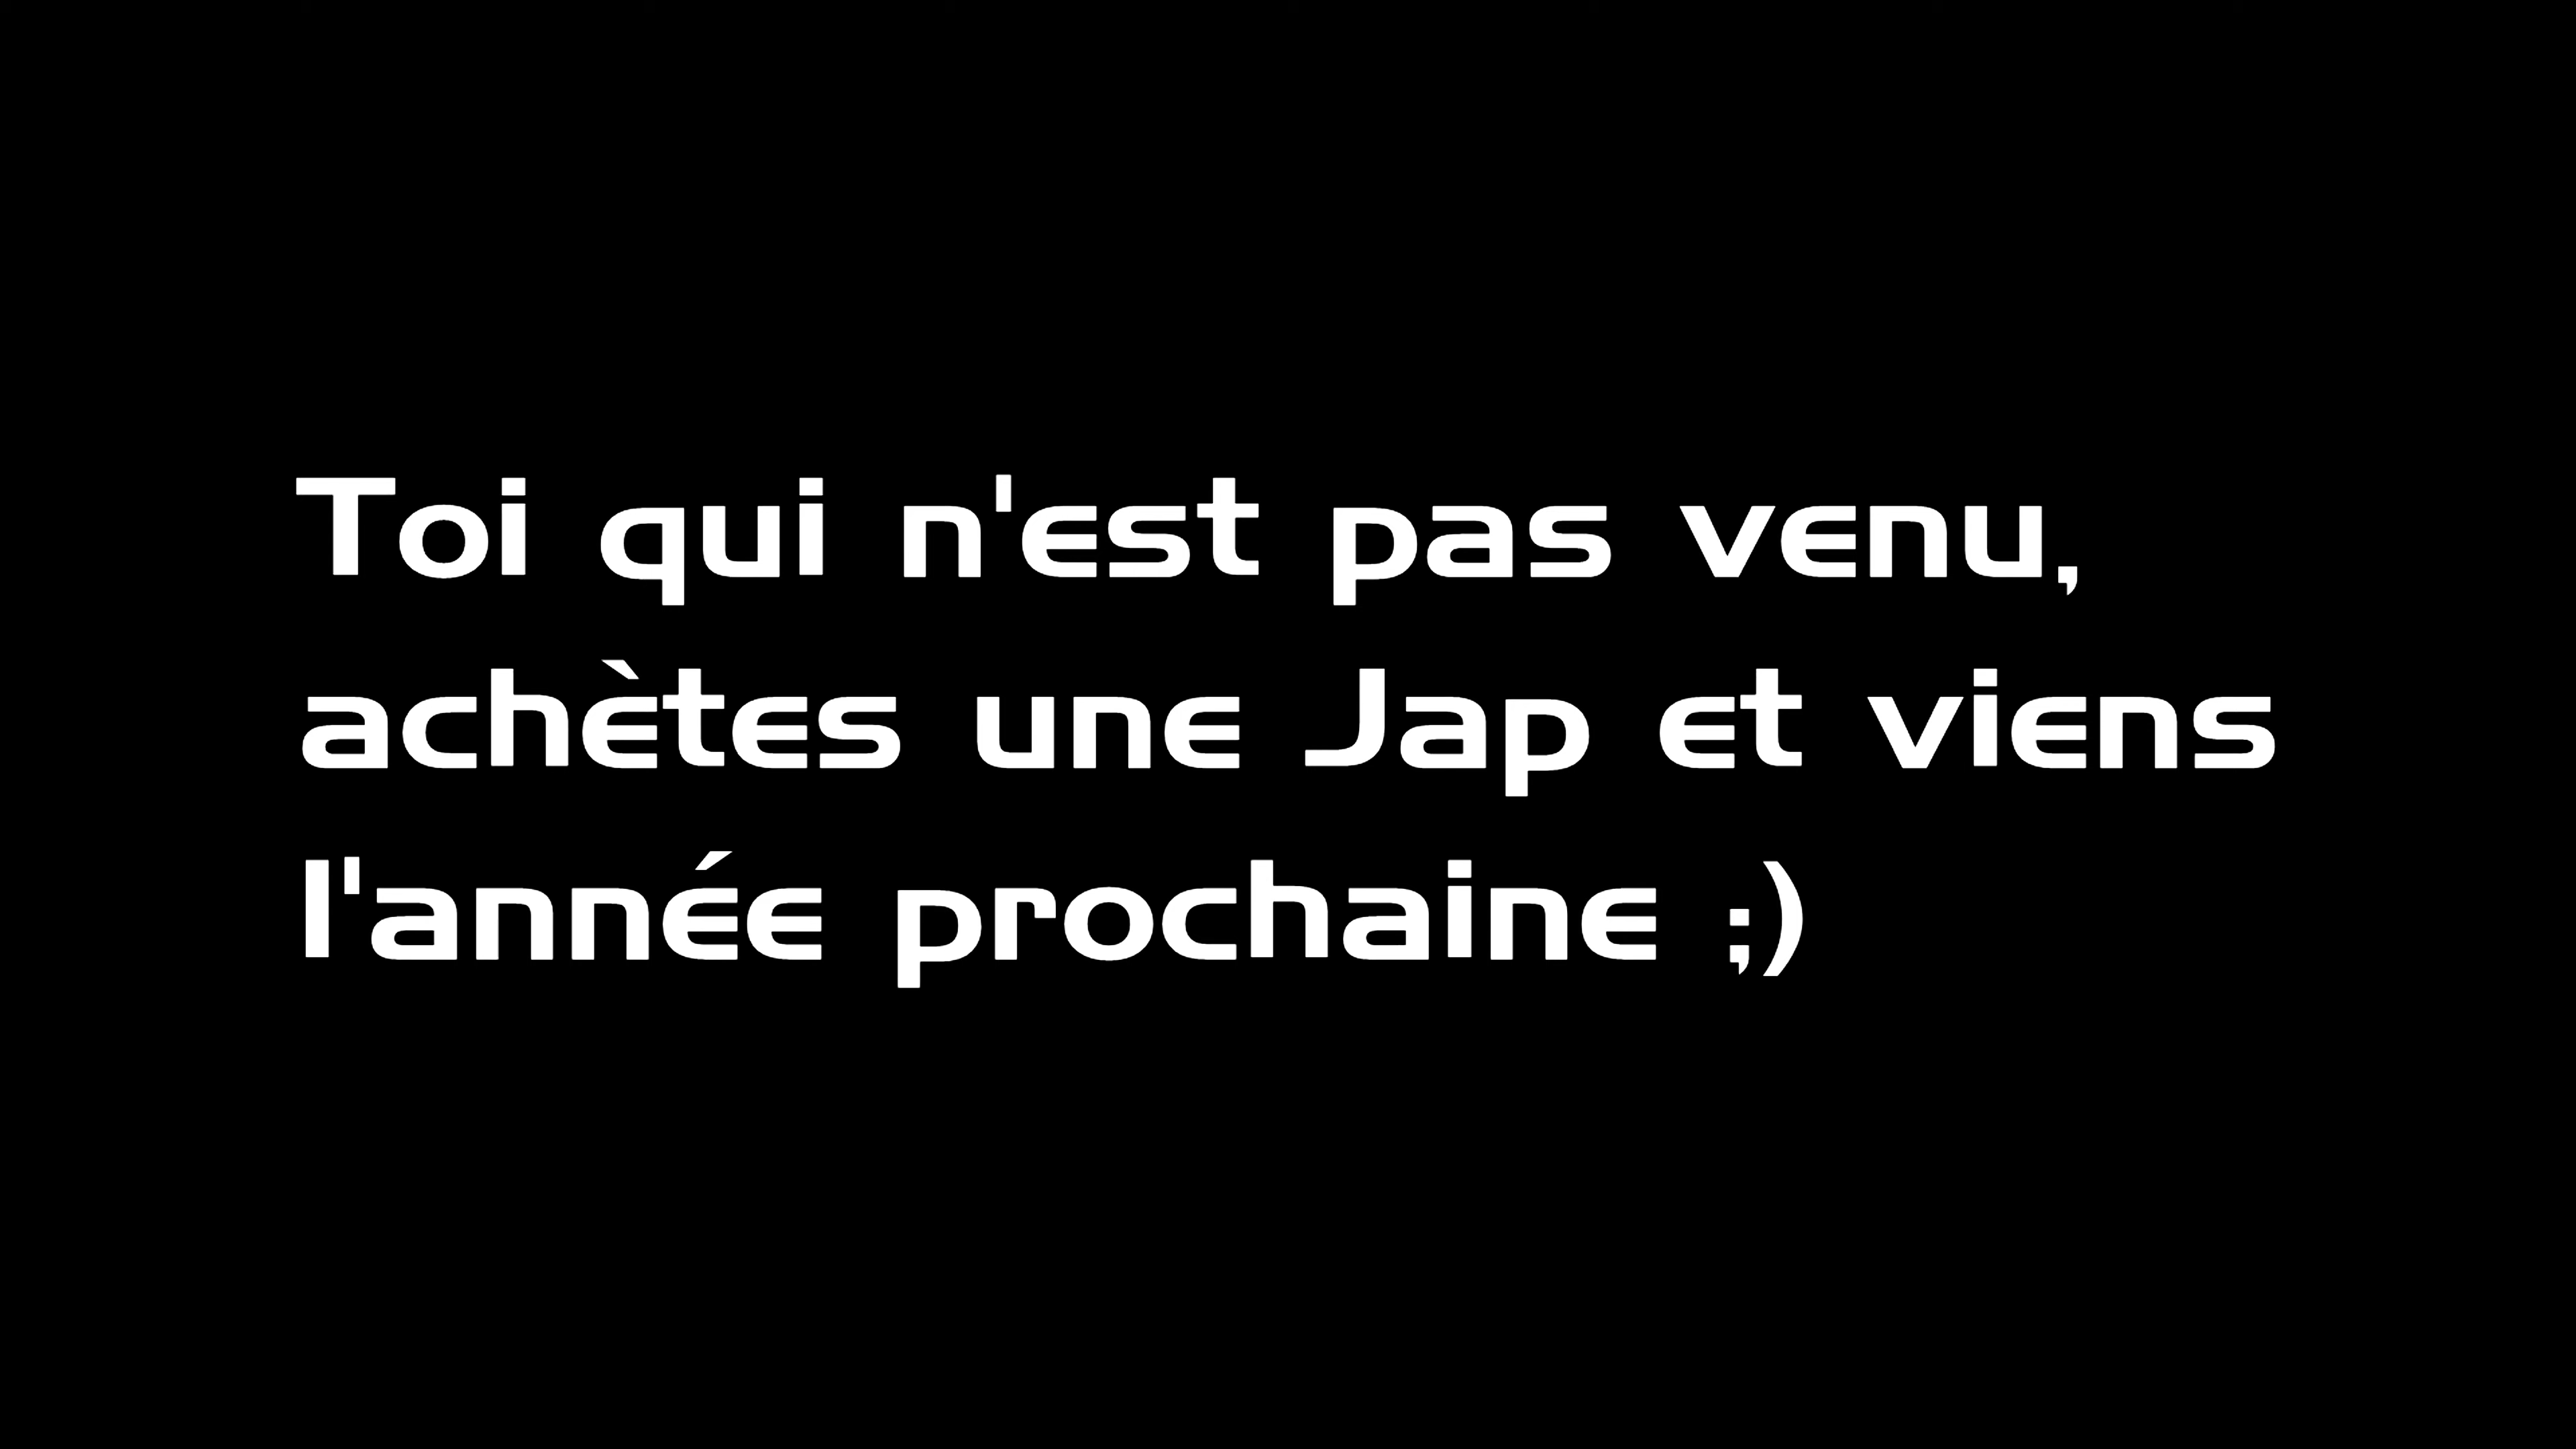 Toi qui n'est pas venu,
achètes une Jap et viens
l'année prochaine ;)